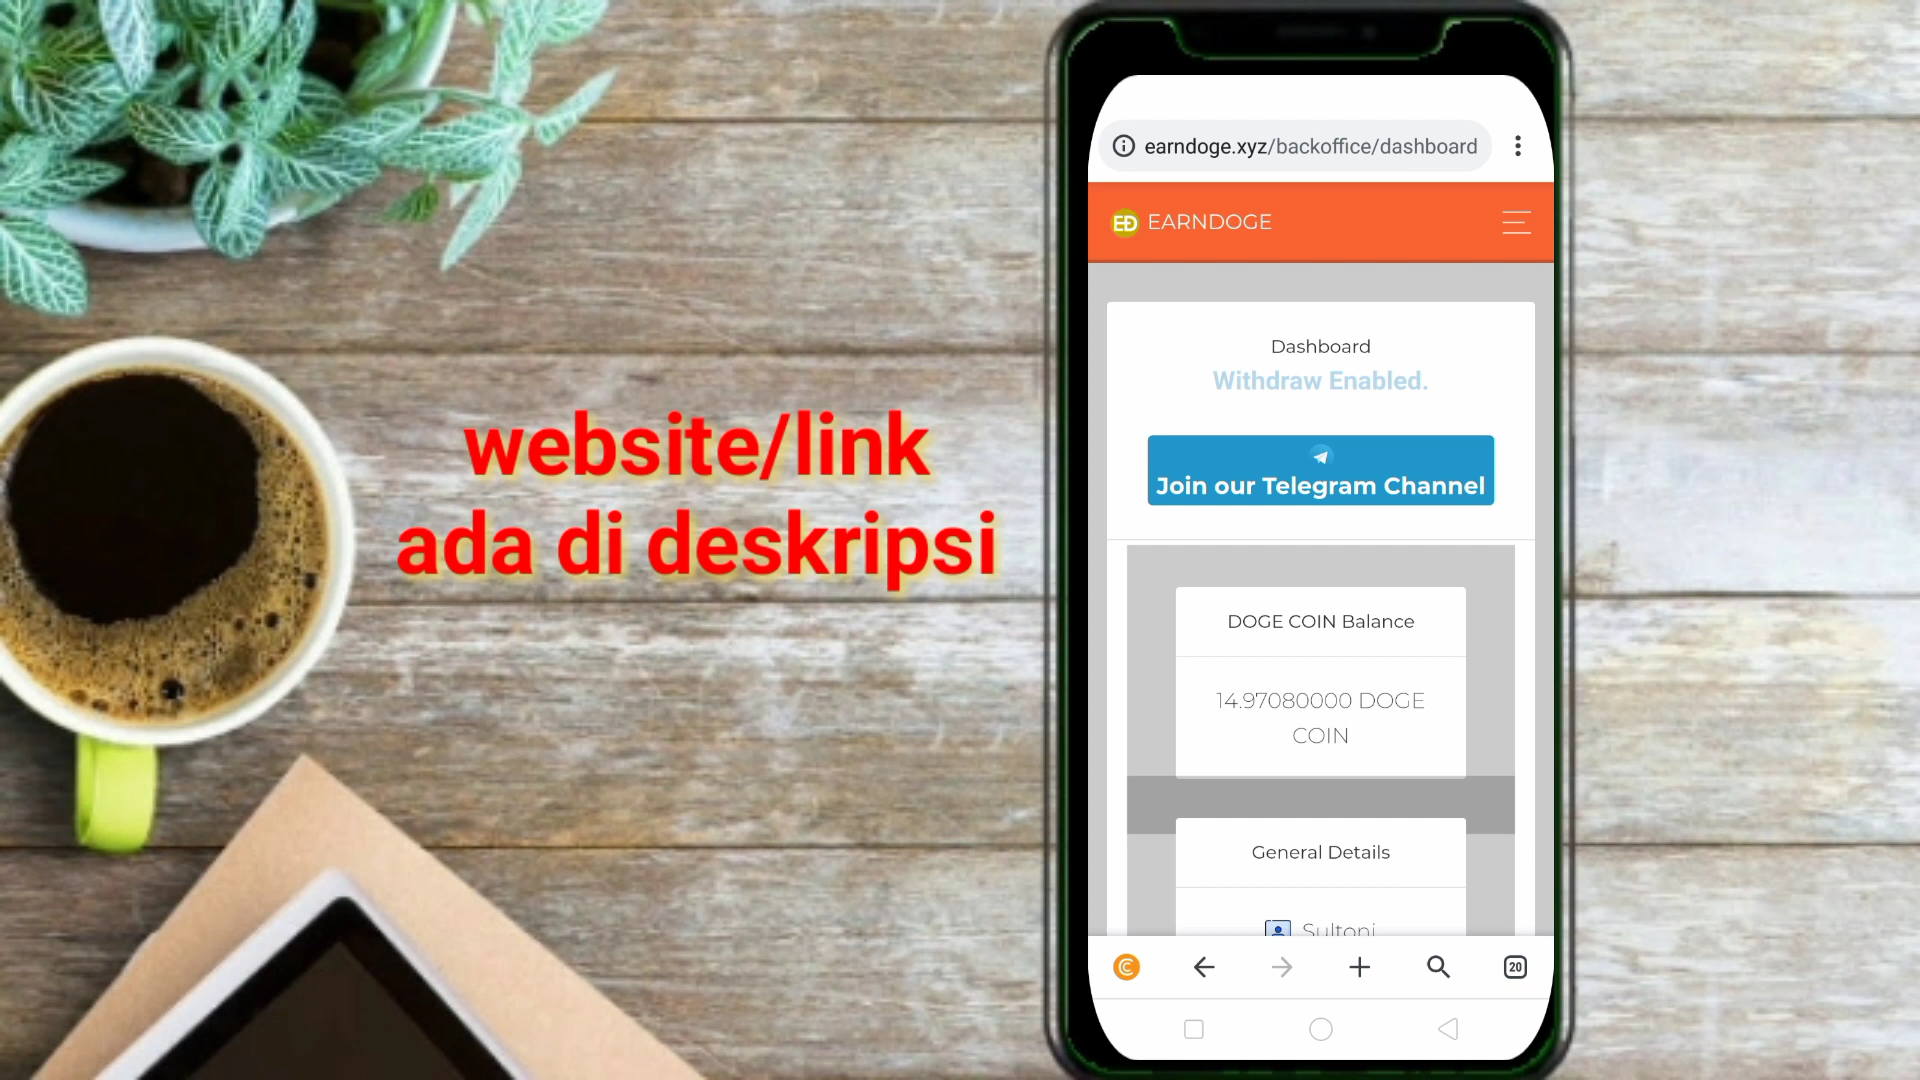 website/link
ada di deskripsi
earndoge.xyz/backoffice/dashboard
ED EARNDOGE
Dashboard
Withdraw Enabled.
Join our Telegram Channel
DOGE COIN Balance
14.97080000 DOGE
COIN
General Details
Sultoni
20